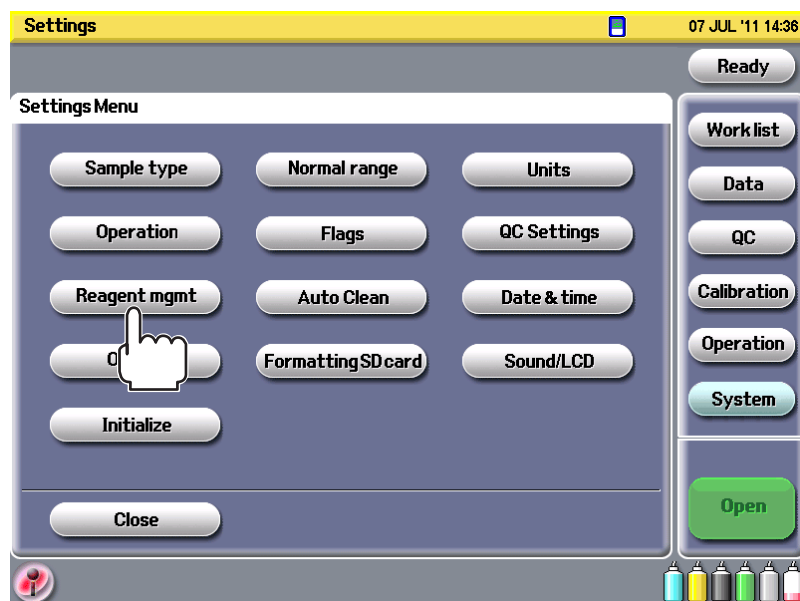 Settings
07 JUL '11 14:36
Ready
Settings Menu
Sample type
Normal range
Units
Operation
Flags
QC Settings
Reagent mgmt
Auto Clean
Date & time
Formatting SD card
Sound/LCD
Initialize
Close
Work list
Data
QC
Calibration
Operation
System
Open